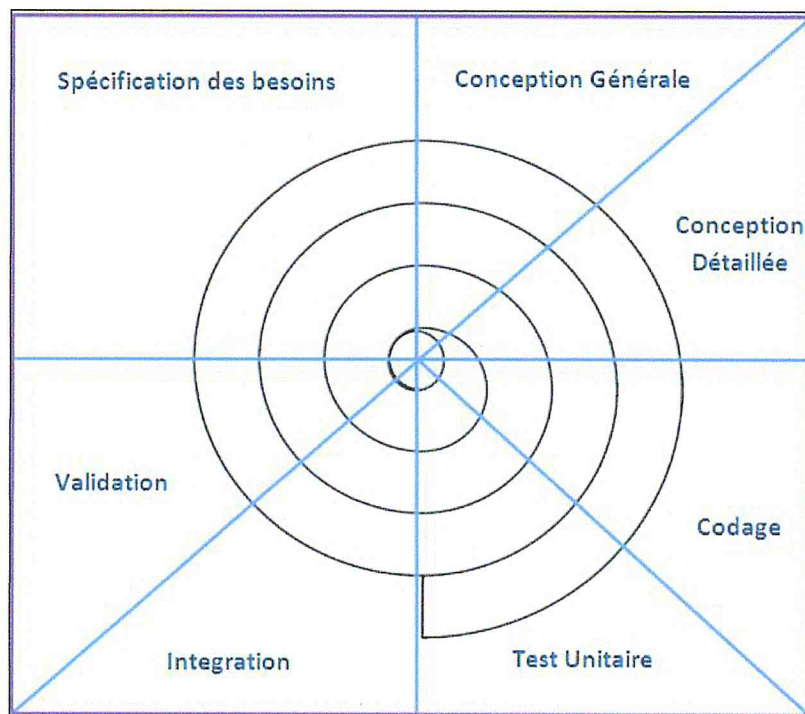 Spécification des besoins
Conception Générale
Conception
Détaillée
Validation
Codage
Integration
Test Unitaire